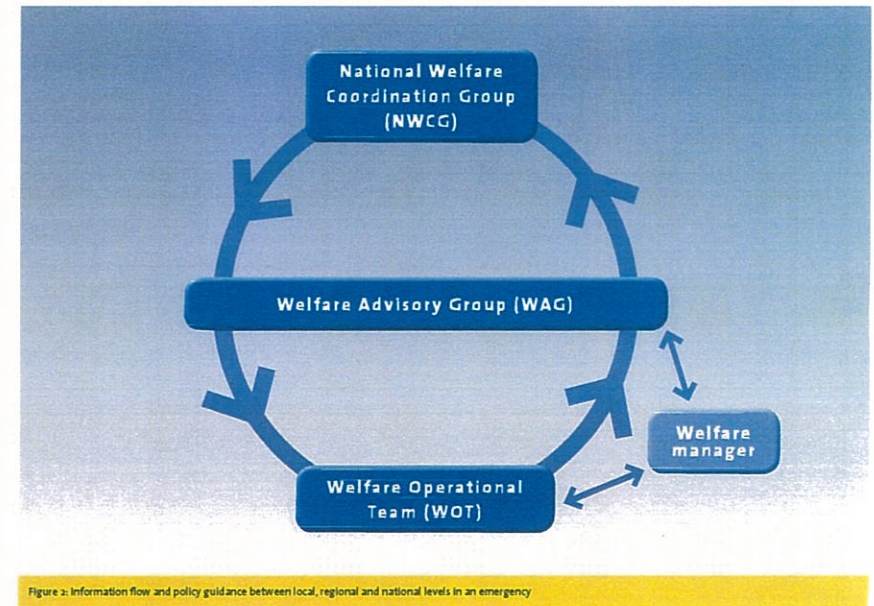 National Welfare
Coordination Group
(NWCG)
Welfare Advisory Group (WAG)
Welfare
manager
Welfare Operational
Team (WOT)
Figure 2: Information flow and policy guidance between local, regional and national levels in an emergency